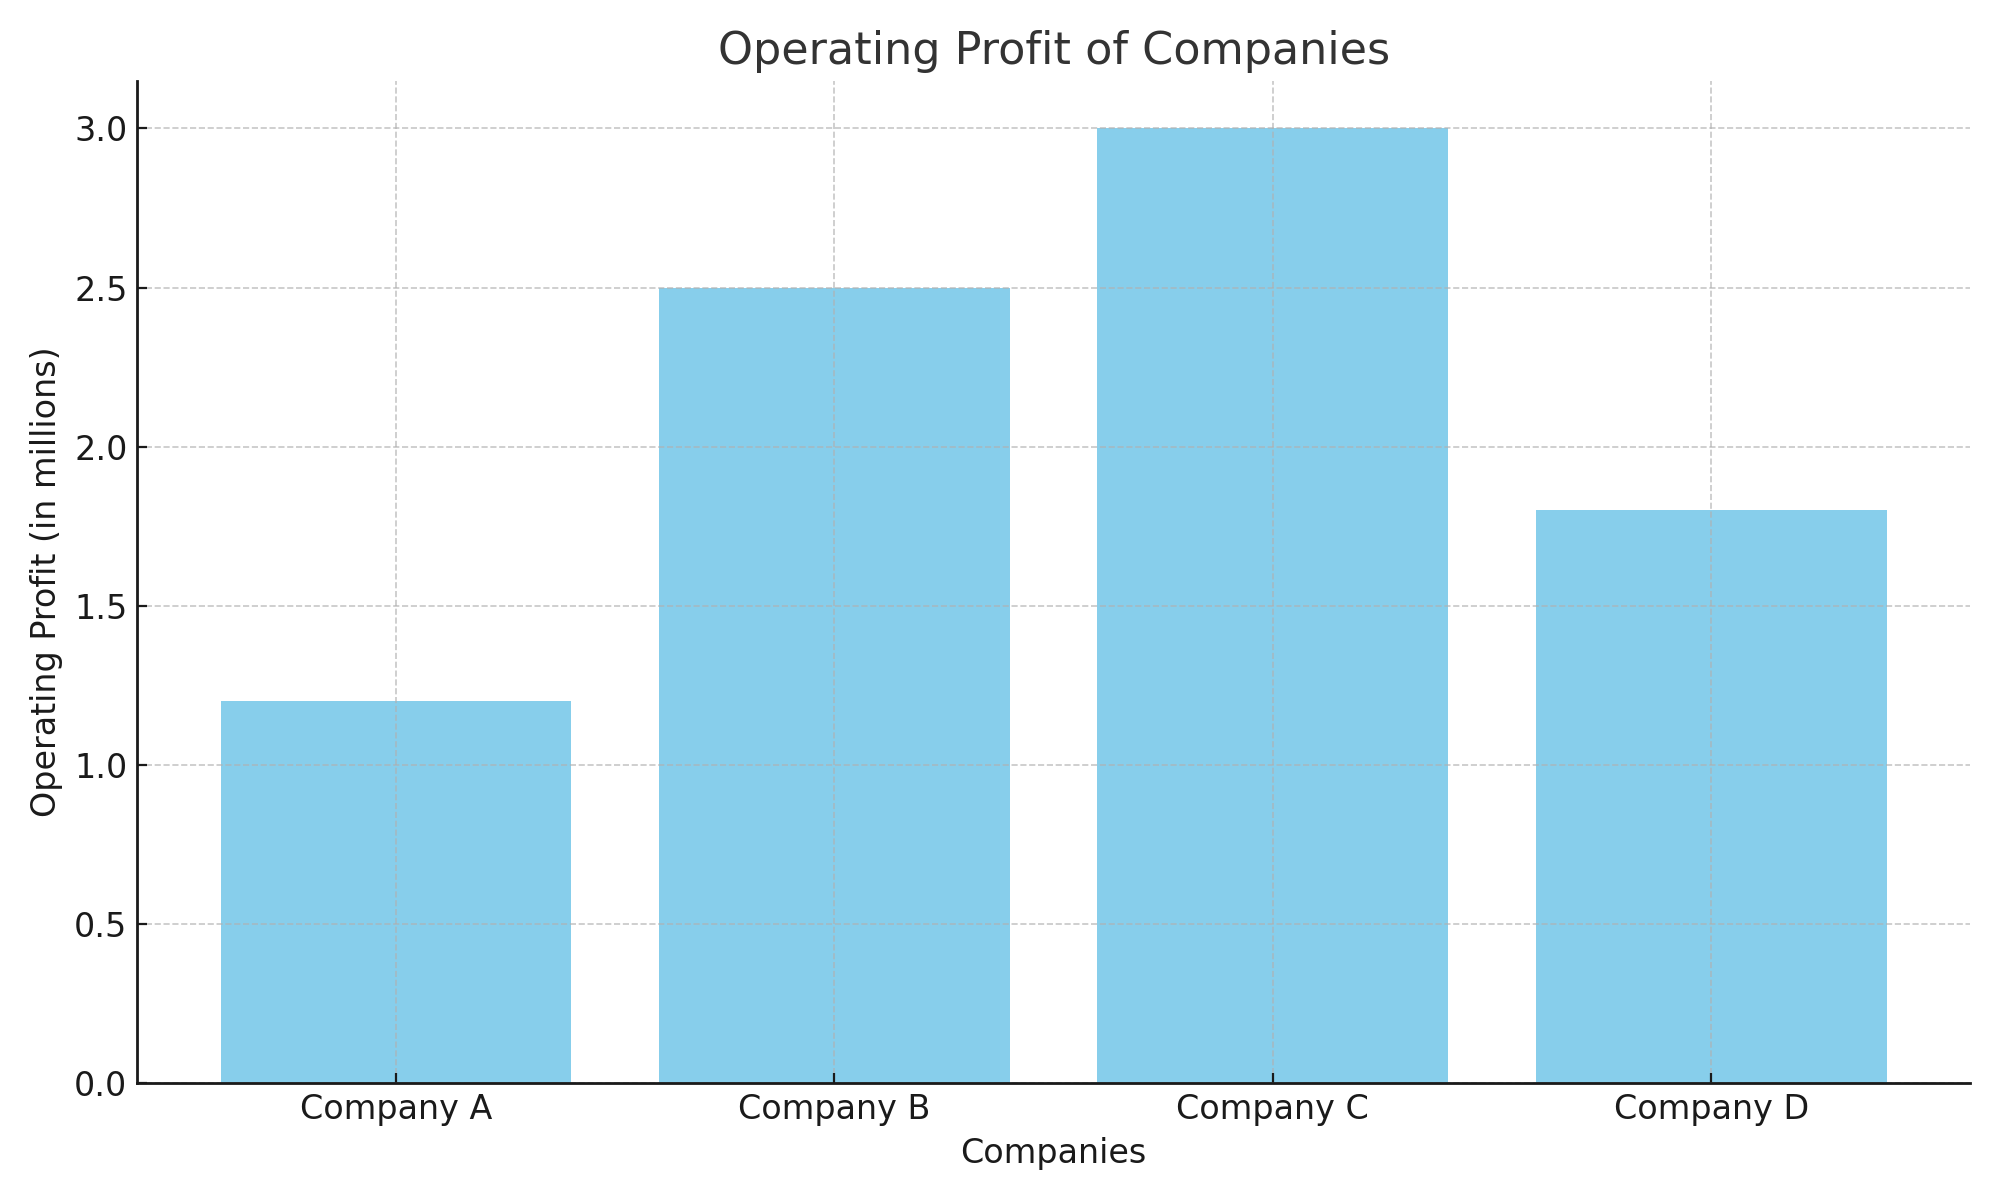 Operating Profit of Companies
Operating Profit (in millions)
3.0
2.5
2.0
1.5
1.0
0.5
0.0
Company A
Company B
Company C
Company D
Companies